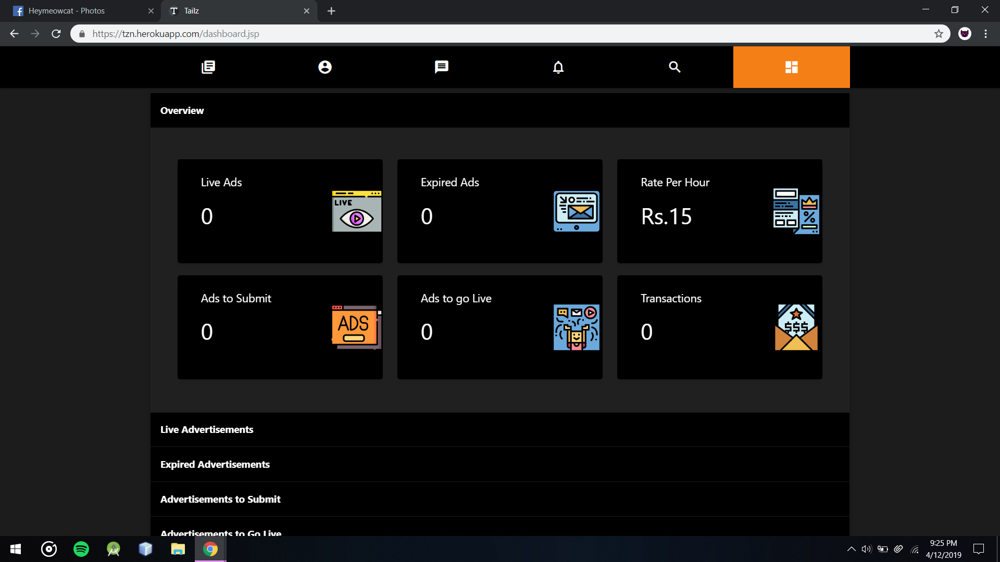 Heymeowcat - Photos
Tailz
https://tzn.herokuapp.com/dashboard.jsp
Overview
Live Ads
0
LIVE
Expired Ads
0
Rate Per Hour
Rs.15
%
Ads to Submit
0
ADS
Ads to go Live
0
Transactions
0
$$$
Live Advertisements
Expired Advertisements
Advertisements to Submit
Advertisements to Go Live
9:25 PM
4/12/2019